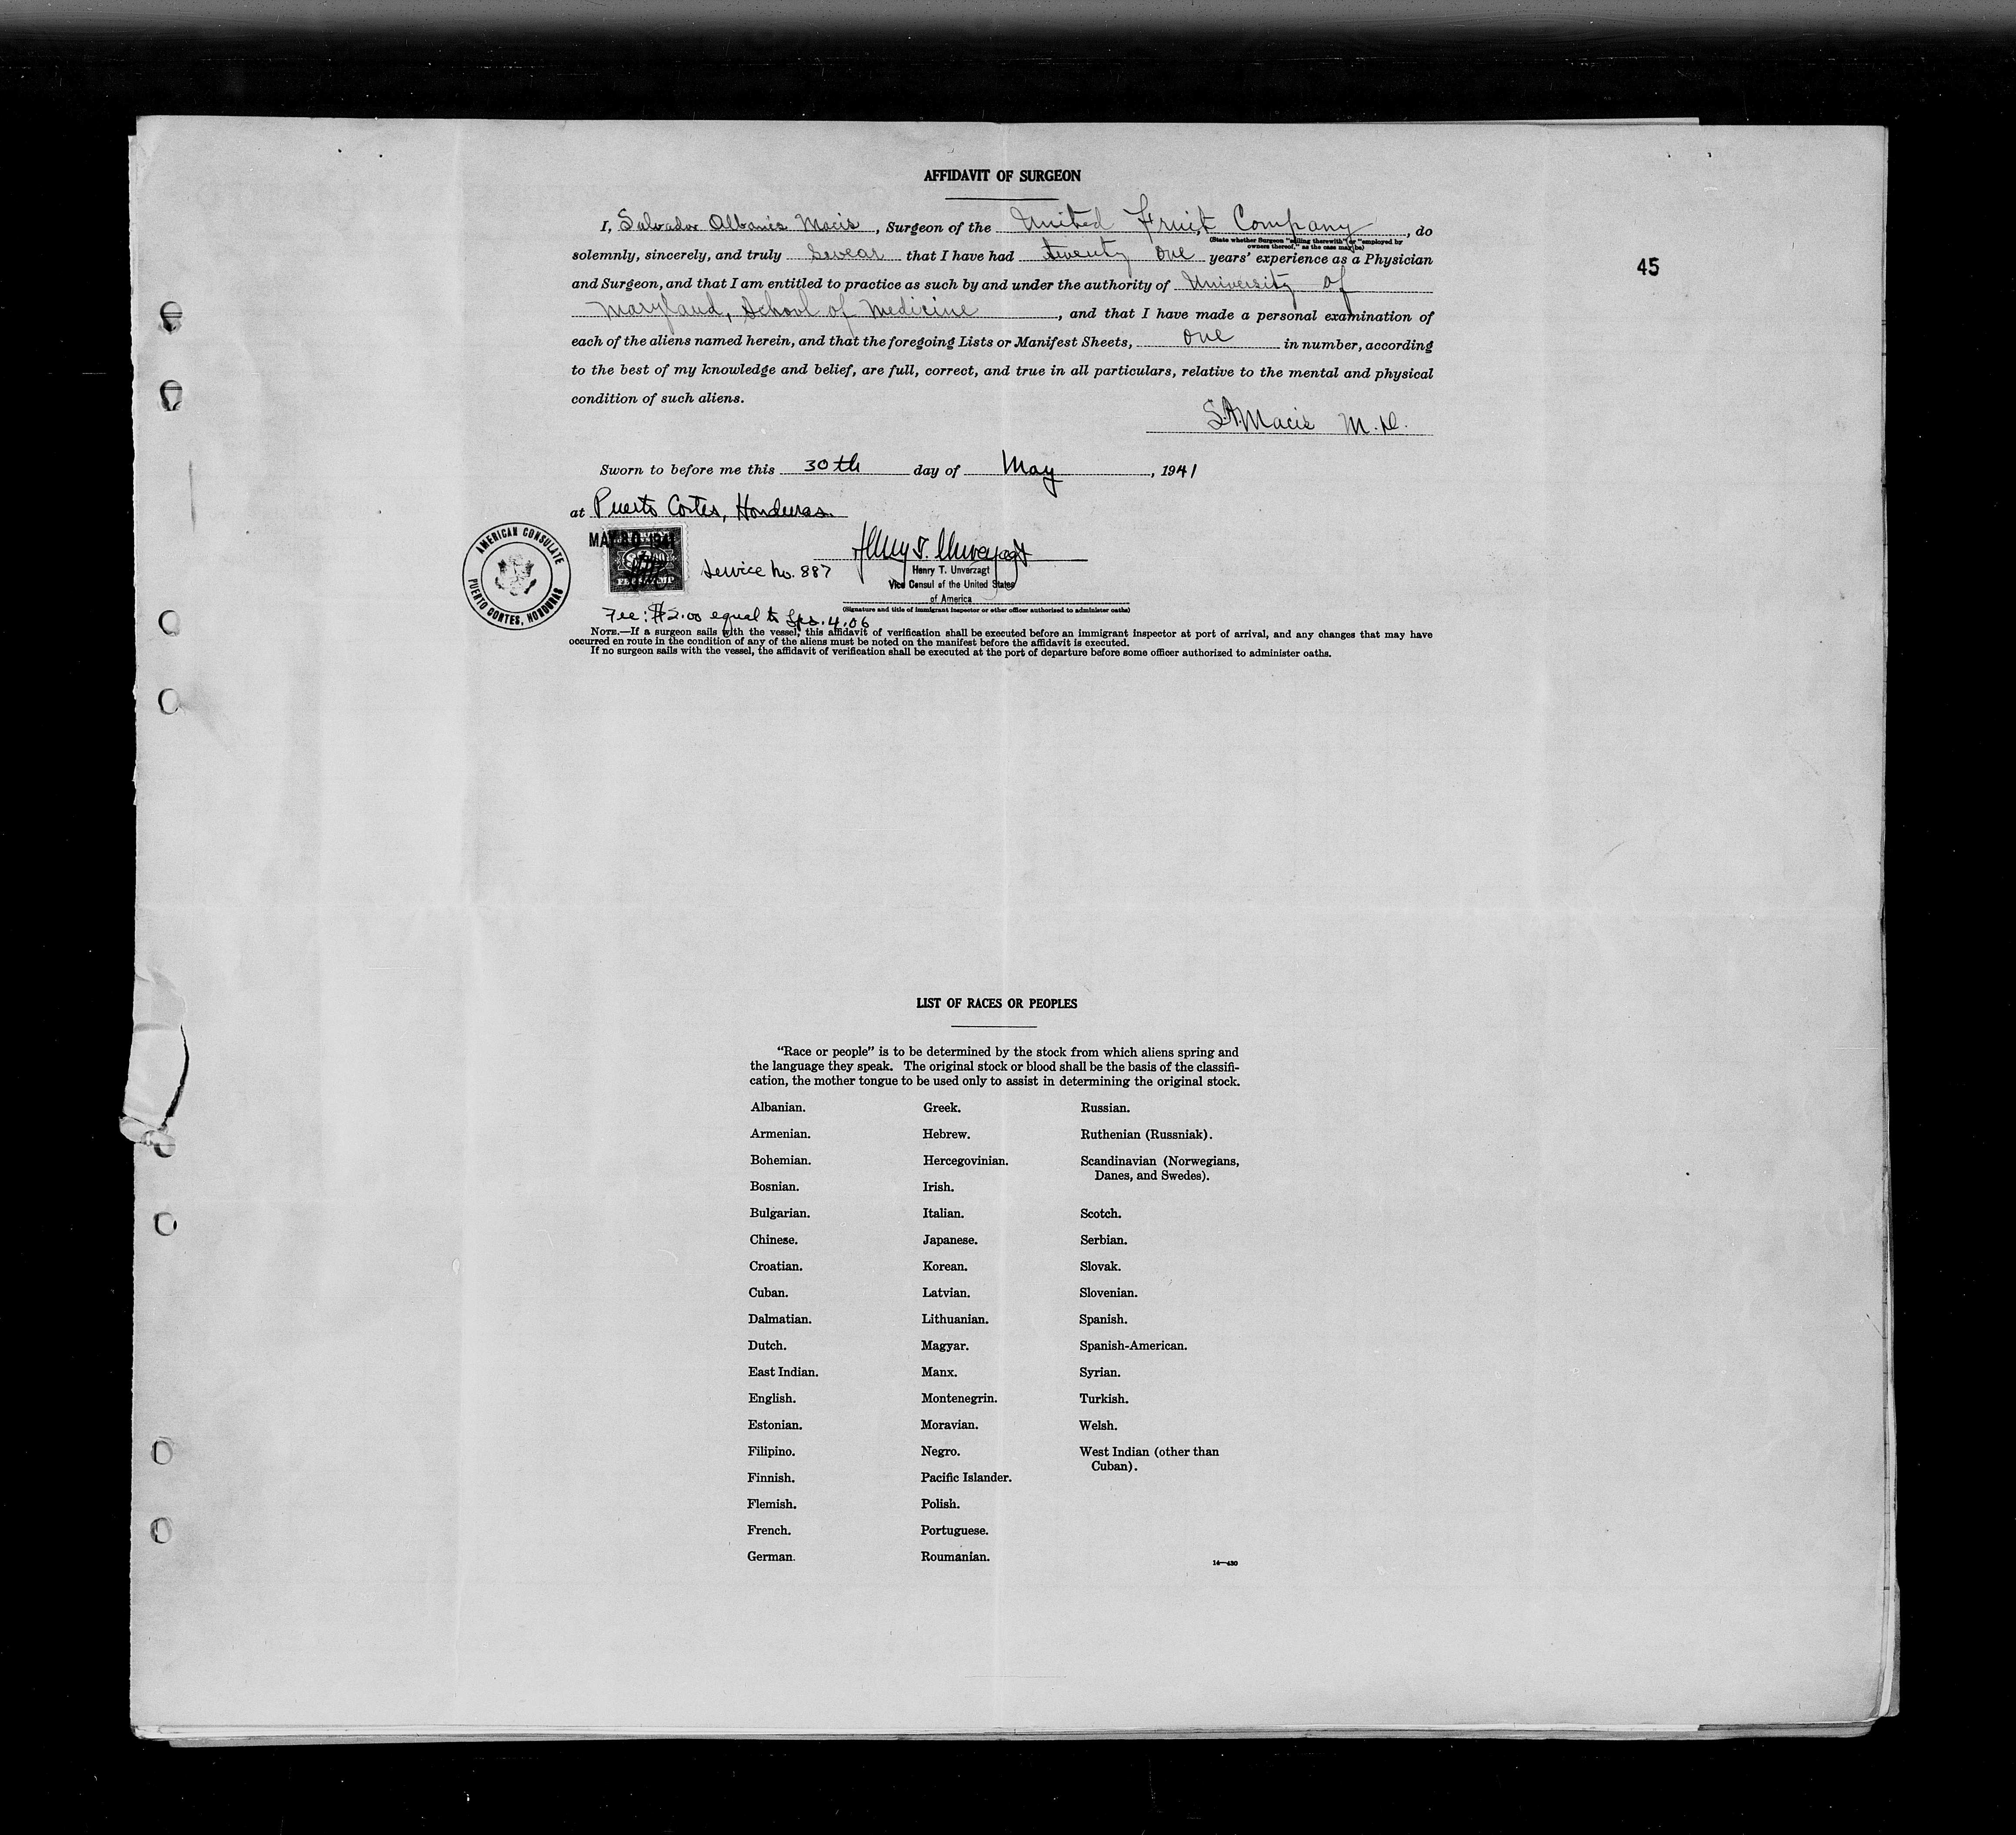 AFFIDAVIT OF SURGEON
I, Salvador Albanis Macis, Surgeon of the United Fruit Company, do
(State whether Surgeon "sailing therewith" or "employed by
owners thereof," as the case may be)
solemnly, sincerely, and truly swear that I have had twenty one years' experience as a Physician
45
and Surgeon, and that I am entitled to practice as such by and under the authority of University of
Maryland, School of Medicine, and that I have made a personal examination of
each of the aliens named herein, and that the foregoing Lists or Manifest Sheets, one in number, according
to the best of my knowledge and belief, are full, correct, and true in all particulars, relative to the mental and physical
condition of such aliens.
S.A. Macis M.D.
Sworn to before me this 30th day of May, 1941
at Puerto Cortes, Honduras.
AMERICAN CONSULATE
PUERTO CORTES, HONDURAS
MAY 30 1941
Service No. 887
Henry T. Unverzagt
Henry T. Unverzagt
Vice Consul of the United States
of America
(Signature and title of immigrant inspector or other officer authorized to administer oaths)
Fee: $2.00 equal to Lps. 4.06
NOTE.—If a surgeon sails with the vessel, this affidavit of verification shall be executed before an immigrant inspector at port of arrival, and any changes that may have
occurred en route in the condition of any of the aliens must be noted on the manifest before the affidavit is executed.
If no surgeon sails with the vessel, the affidavit of verification shall be executed at the port of departure before some officer authorized to administer oaths.
LIST OF RACES OR PEOPLES
"Race or people" is to be determined by the stock from which aliens spring and
the language they speak. The original stock or blood shall be the basis of the classifi-
cation, the mother tongue to be used only to assist in determining the original stock.
Albanian.
Armenian.
Bohemian.
Bosnian.
Bulgarian.
Chinese.
Croatian.
Cuban.
Dalmatian.
Dutch.
East Indian.
English.
Estonian.
Filipino.
Finnish.
Flemish.
French.
German.
Greek.
Hebrew.
Hercegovinian.
Irish.
Italian.
Japanese.
Korean.
Latvian.
Lithuanian.
Magyar.
Manx.
Montenegrin.
Moravian.
Negro.
Pacific Islander.
Polish.
Portuguese.
Roumanian.
Russian.
Ruthenian (Russniak).
Scandinavian (Norwegians,
Danes, and Swedes).
Scotch.
Serbian.
Slovak.
Slovenian.
Spanish.
Spanish-American.
Syrian.
Turkish.
Welsh.
West Indian (other than
Cuban).
14—430